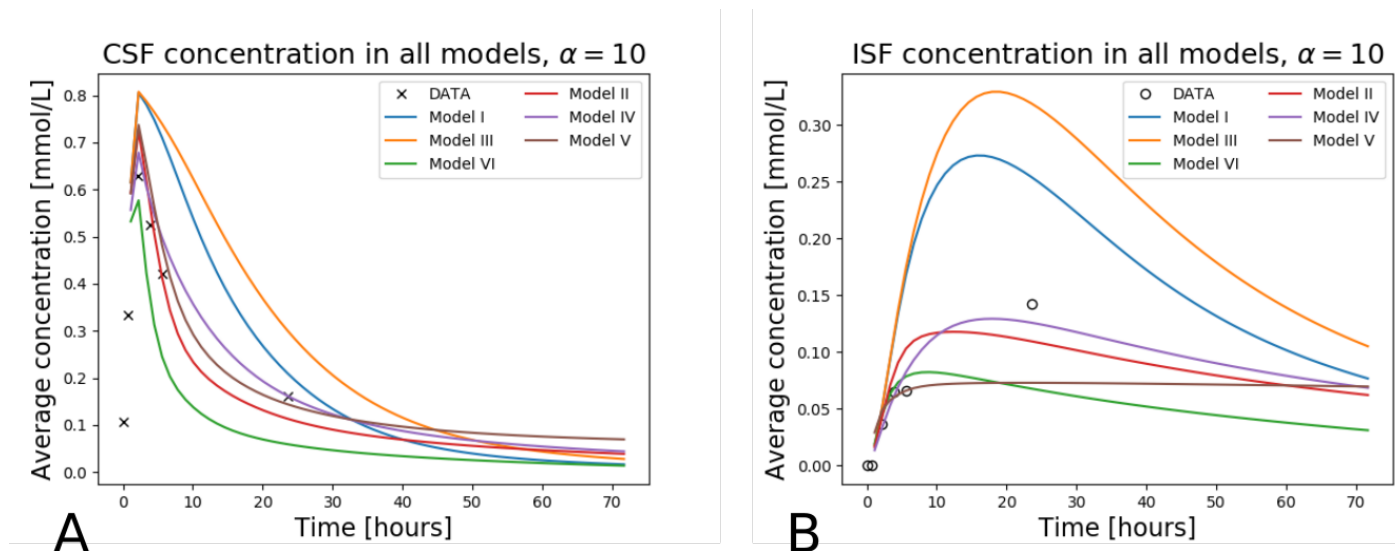 CSF concentration in all models, α = 10
Average concentration [mmol/L]
0.8
0.7
0.6
0.5
0.4
0.3
0.2
0.1
0.0
DATA
Model I
Model III
Model VI
Model II
Model IV
Model V
0 10 20 30 40 50 60 70
Time [hours]
A
ISF concentration in all models, α = 10
Average concentration [mmol/L]
0.30
0.25
0.20
0.15
0.10
0.05
0.00
DATA
Model I
Model III
Model VI
Model II
Model IV
Model V
0 10 20 30 40 50 60 70
Time [hours]
B